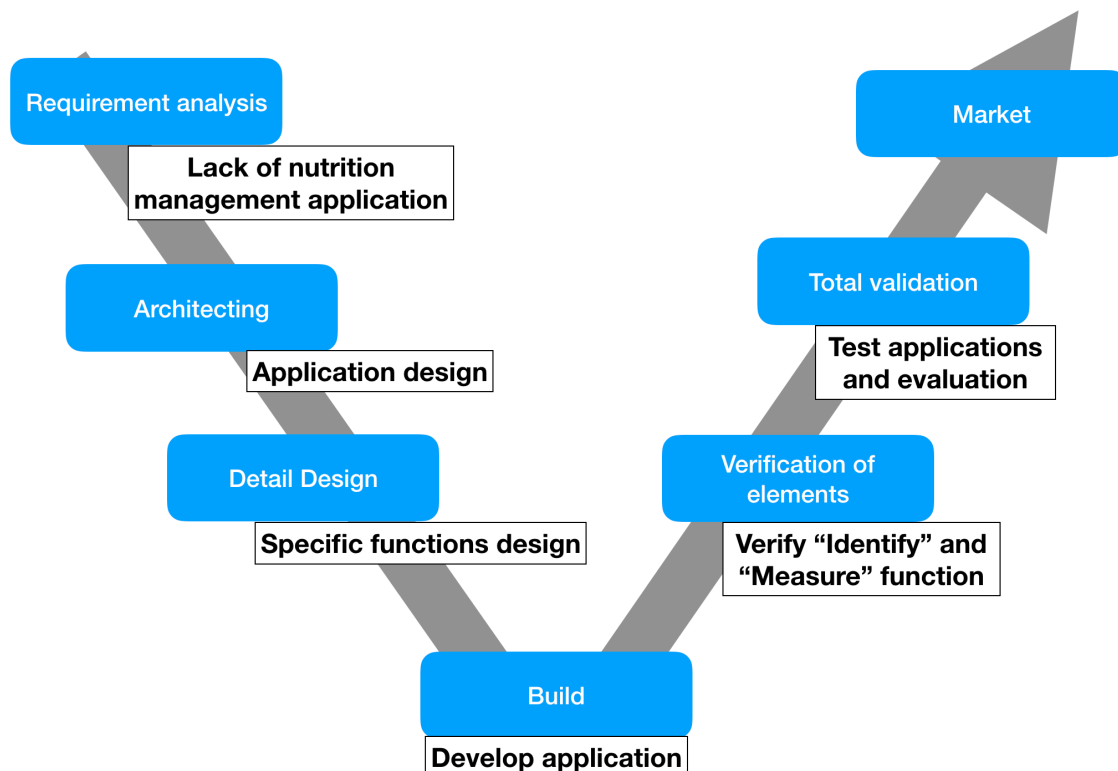 Requirement analysis
Lack of nutrition
management application
Architecting
Application design
Detail Design
Specific functions design
Build
Develop application
Verification of
elements
Verify “Identify” and
“Measure” function
Total validation
Test applications
and evaluation
Market